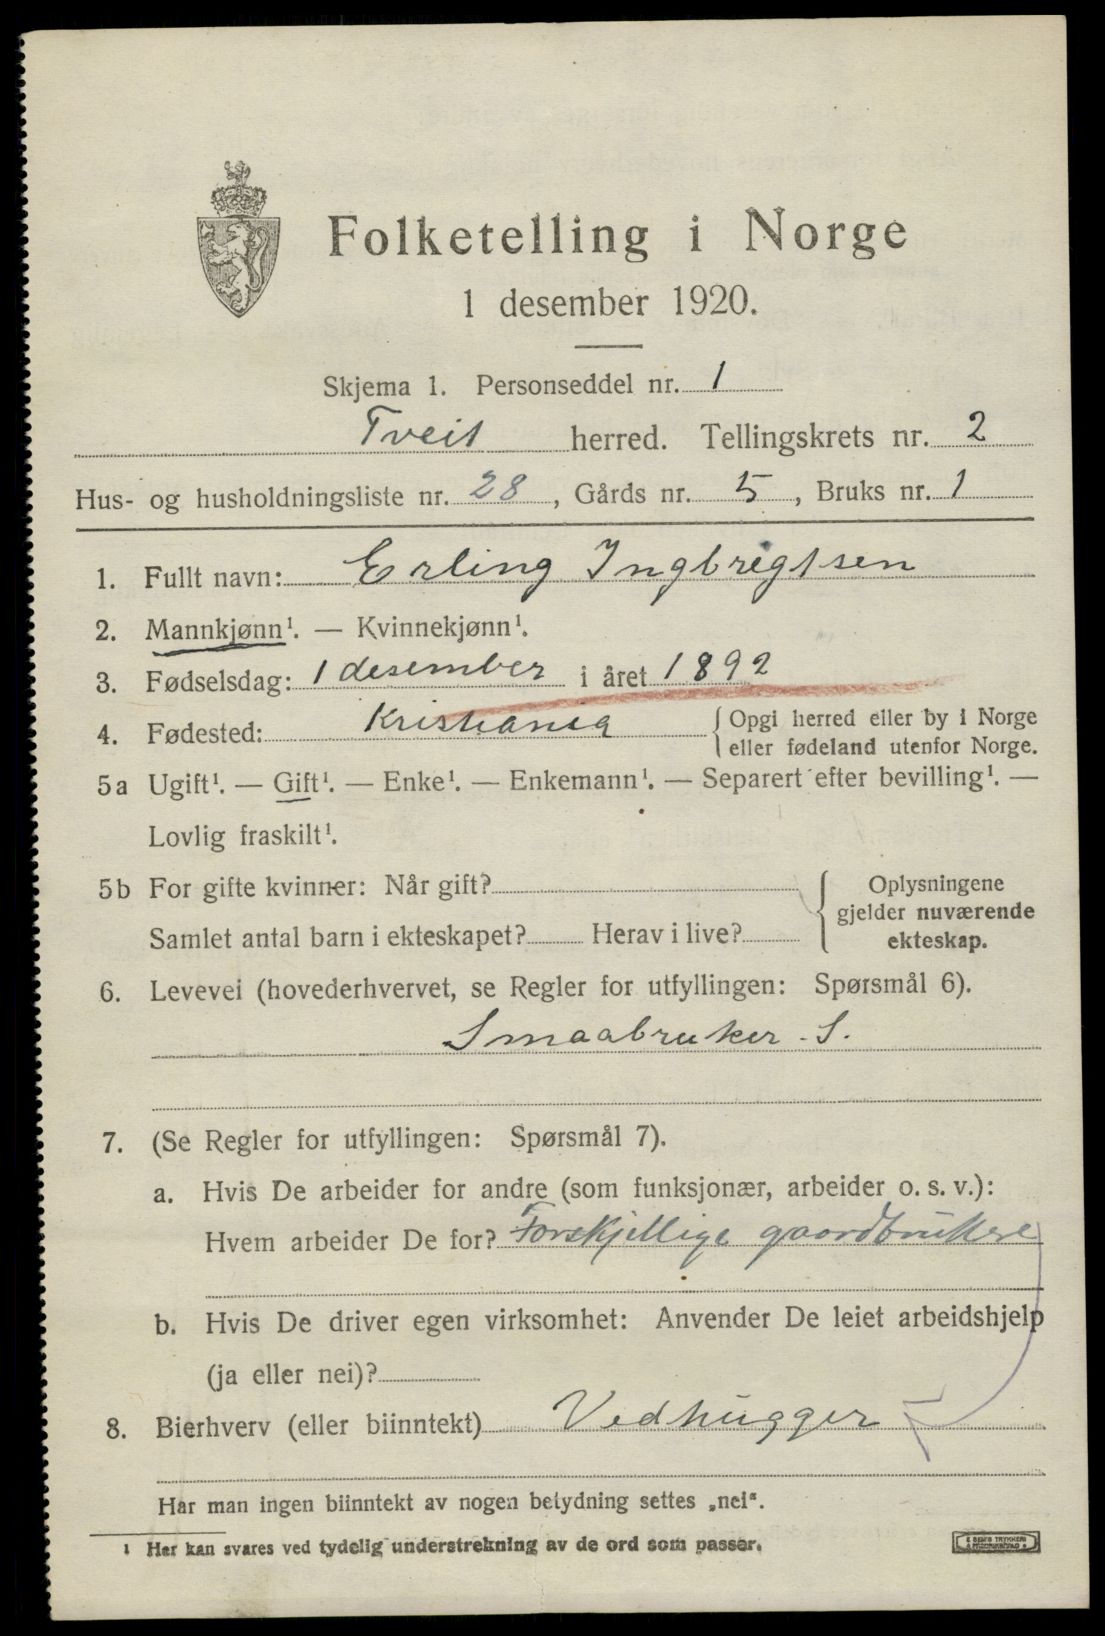 Folketelling i Norge
1 desember 1920.
Skjema 1. Personseddel nr. 1
Tveit herred. Tellingskrets nr. 2
Hus- og husholdningsliste nr. 28, Gårds nr. 5, Bruks nr. 1
1. Fullt navn: Erling Ingbregtsen
2. Mannkjønn¹. — Kvinnekjønn¹.
3. Fødselsdag: 1 desember i året 1892
4. Fødested: Kristiania { Opgi herred eller by i Norge
eller fødeland utenfor Norge.
5a Ugift¹. — Gift¹. — Enke¹. — Enkemann¹. — Separert efter bevilling¹. —
Lovlig fraskilt¹.
5b For gifte kvinner: Når gift? { Oplysningene
gjelder nuværende
Samlet antal barn i ekteskapet? Herav i live? ekteskap.
6. Levevei (hovederhvervet, se Regler for utfyllingen: Spørsmål 6).
Smaabruker. S.
7. (Se Regler for utfyllingen: Spørsmål 7).
a. Hvis De arbeider for andre (som funksjonær, arbeider o. s. v.):
Hvem arbeider De for? Forskjellige gaardbrukere
b. Hvis De driver egen virksomhet: Anvender De leiet arbeidshjelp
(ja eller nei)?
8. Bierhverv (eller biinntekt) Vedhugger
Har man ingen biinntekt av nogen betydning settes „nei“.
¹ Her kan svares ved tydelig understrekning av de ord som passer.